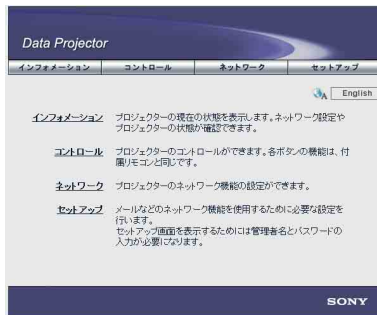 Data Projector
インフォメーション コントロール ネットワーク セットアップ
English
インフォメーション プロジェクターの現在の状態を表示します。ネットワーク設定や
プロジェクターの状態が確認できます。
コントロール プロジェクターのコントロールができます。各ボタンの機能は、付
属リモコンと同じです。
ネットワーク プロジェクターのネットワーク機能の設定ができます。
セットアップ メールなどのネットワーク機能を使用するために必要な設定を
行います。
セットアップ画面を表示するためには管理者名とパスワードの
入力が必要になります。
SONY